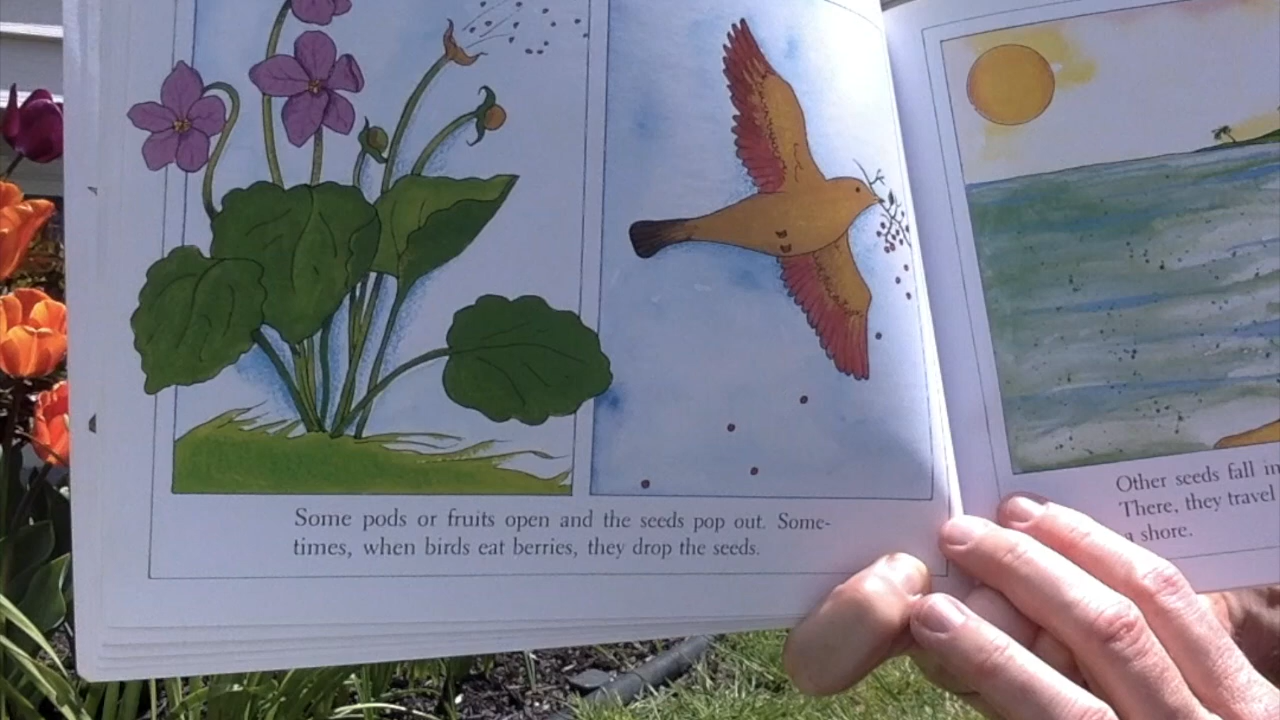 Some pods or fruits open and the seeds pop out. Some-
times, when birds eat berries, they drop the seeds.
Other seeds fall in
There, they travel
a shore.